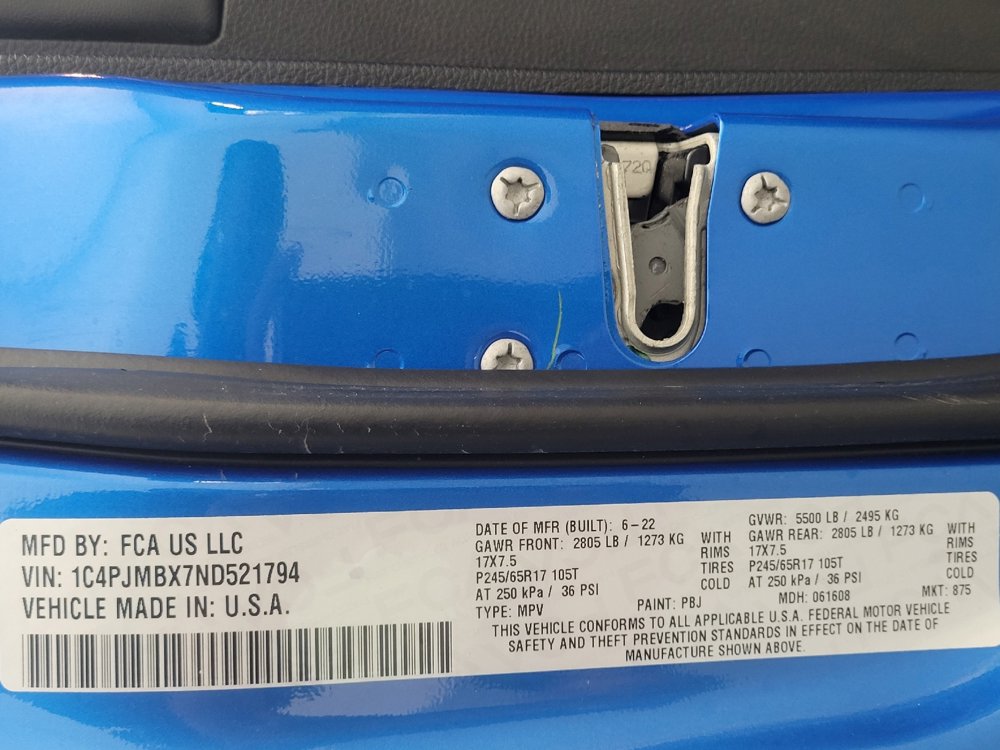 72Q
MFD BY: FCA US LLC
VIN: 1C4PJMBX7ND521794
VEHICLE MADE IN: U.S.A.
DATE OF MFR (BUILT): 6-22
GAWR FRONT: 2805 LB / 1273 KG WITH
17X7.5 RIMS
P245/65R17 105T TIRES
AT 250 kPa / 36 PSI COLD
TYPE: MPV
GVWR: 5500 LB / 2495 KG
GAWR REAR: 2805 LB / 1273 KG WITH
17X7.5 RIMS
P245/65R17 105T TIRES
AT 250 kPa / 36 PSI COLD
PAINT: PBJ MDH: 061608 MKT: 875
THIS VEHICLE CONFORMS TO ALL APPLICABLE U.S.A. FEDERAL MOTOR VEHICLE
SAFETY AND THEFT PREVENTION STANDARDS IN EFFECT ON THE DATE OF
MANUFACTURE SHOWN ABOVE.